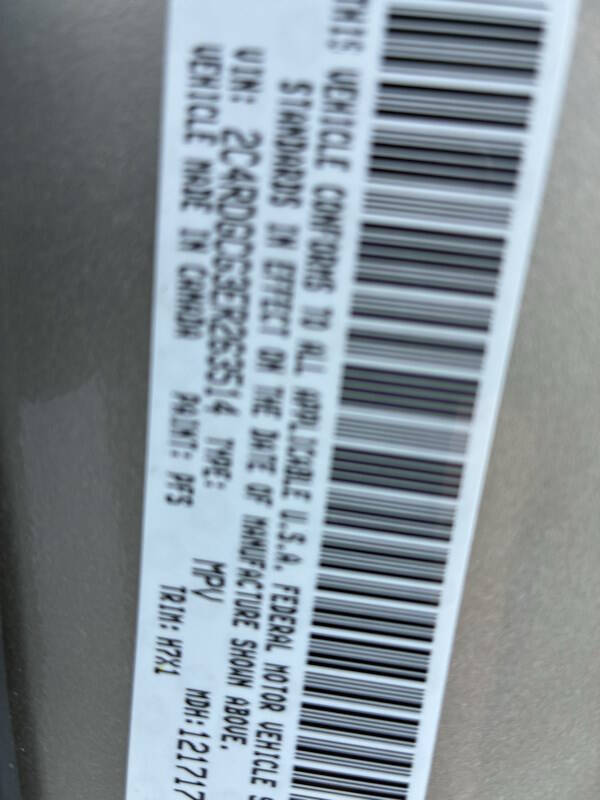 THIS VEHICLE CONFORMS TO ALL APPLICABLE U.S.A. FEDERAL MOTOR VEHICLE S
STANDARDS IN EFFECT ON THE DATE OF MANUFACTURE SHOWN ABOVE.
VIN: 2C4RDGCG3ER263514 TYPE: MPV MDH:121717
VEHICLE MADE IN CANADA PAINT: PFS TRIM: H7X1